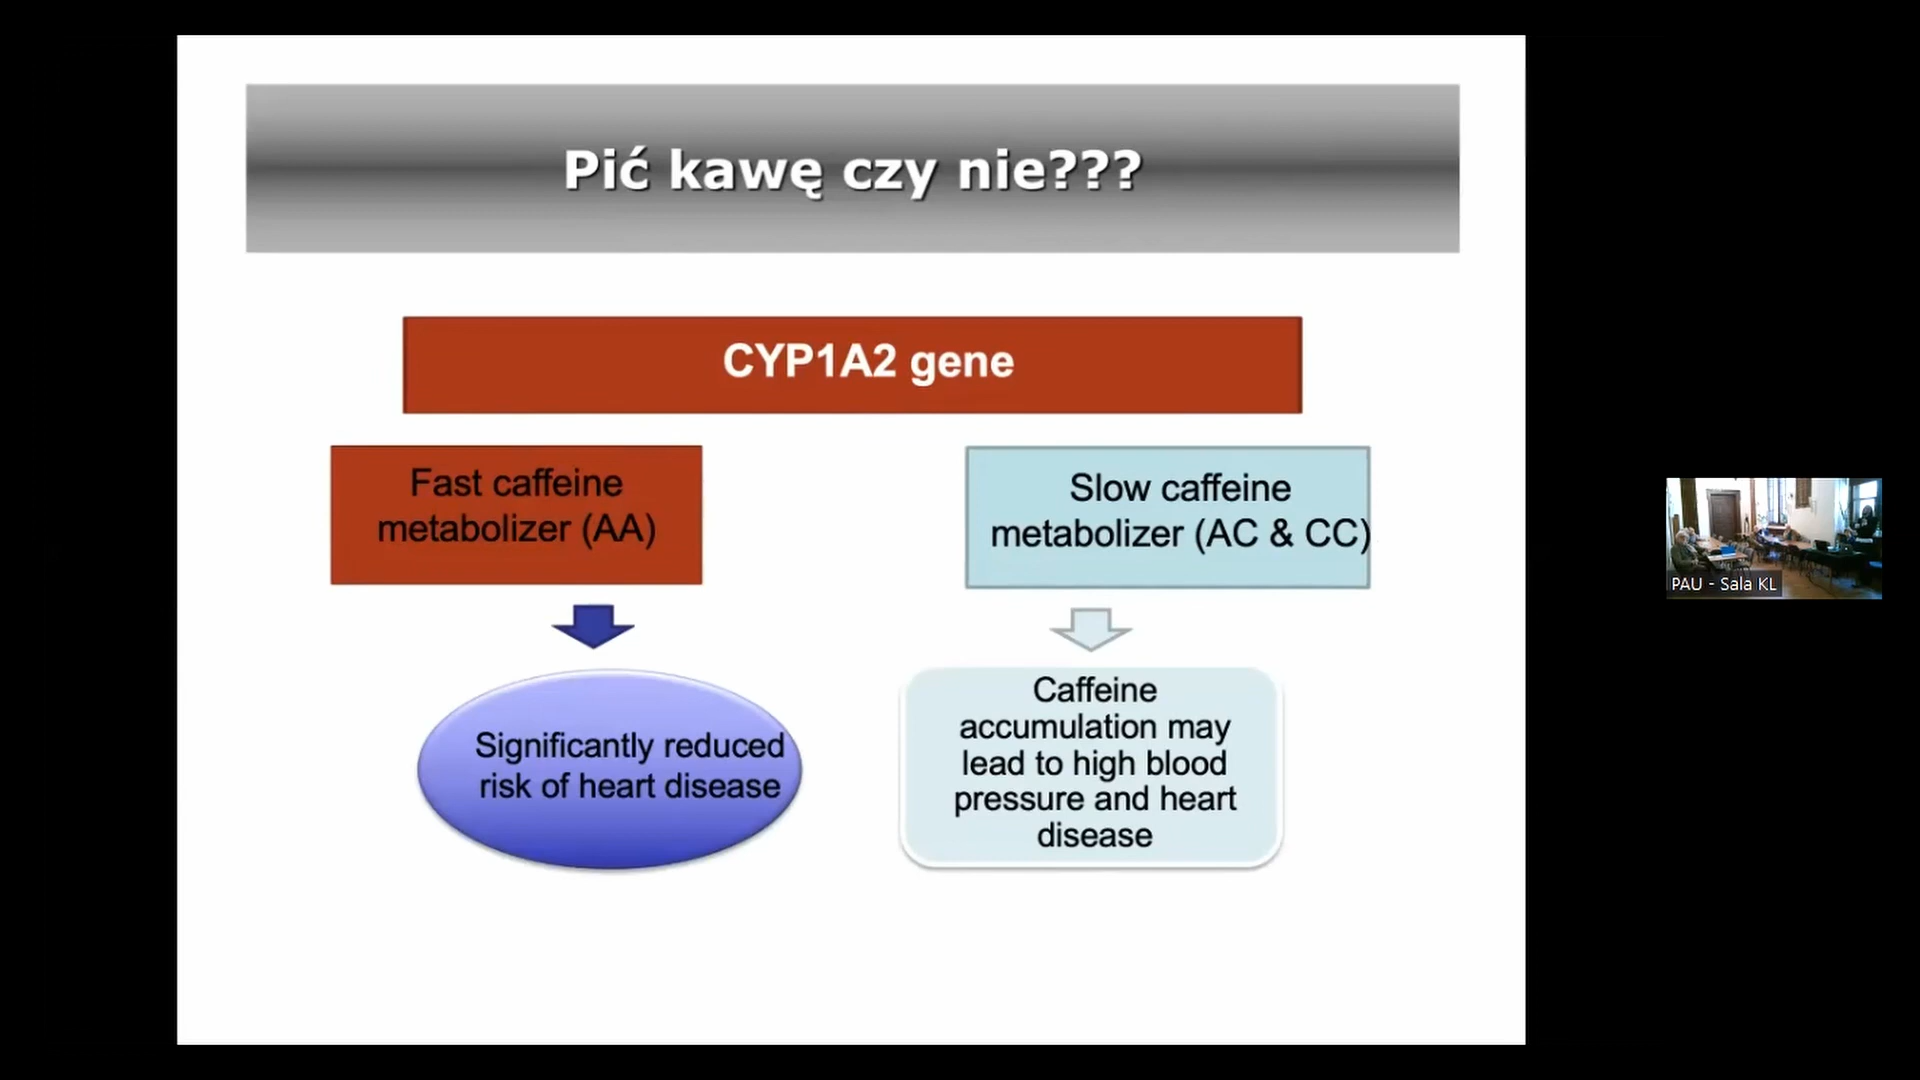 Pić kawę czy nie???
CYP1A2 gene
Fast caffeine
metabolizer (AA)
Slow caffeine
metabolizer (AC & CC)
Significantly reduced
risk of heart disease
Caffeine
accumulation may
lead to high blood
pressure and heart
disease
PAU - Sala KL